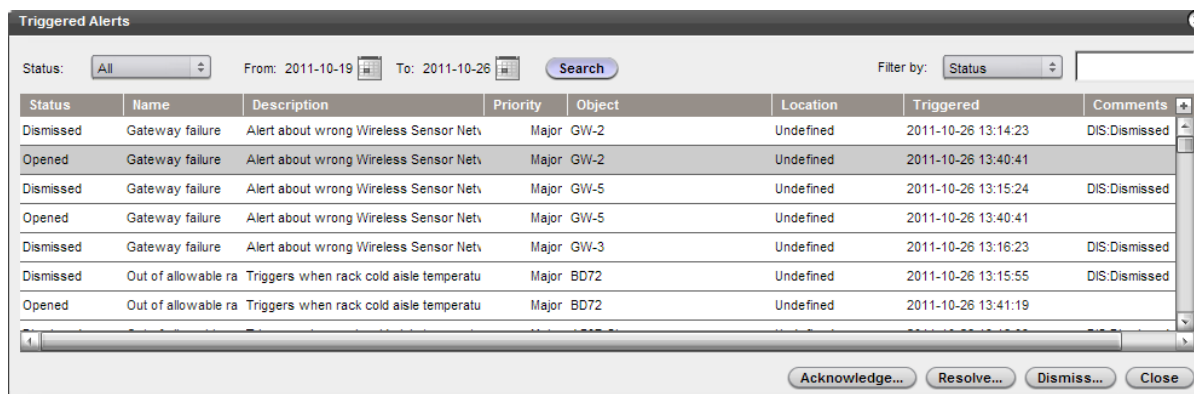 Triggered Alerts
Status: All From: 2011-10-19 To: 2011-10-26 Search Filter by: Status
Status Name Description Priority Object Location Triggered Comments
Dismissed Gateway failure Alert about wrong Wireless Sensor Netv Major GW-2 Undefined 2011-10-26 13:14:23 DIS:Dismissed
Opened Gateway failure Alert about wrong Wireless Sensor Netv Major GW-2 Undefined 2011-10-26 13:40:41
Dismissed Gateway failure Alert about wrong Wireless Sensor Netv Major GW-5 Undefined 2011-10-26 13:15:24 DIS:Dismissed
Opened Gateway failure Alert about wrong Wireless Sensor Netv Major GW-5 Undefined 2011-10-26 13:40:41
Dismissed Gateway failure Alert about wrong Wireless Sensor Netv Major GW-3 Undefined 2011-10-26 13:16:23 DIS:Dismissed
Dismissed Out of allowable ra Triggers when rack cold aisle temperatu Major BD72 Undefined 2011-10-26 13:15:55 DIS:Dismissed
Opened Out of allowable ra Triggers when rack cold aisle temperatu Major BD72 Undefined 2011-10-26 13:41:19
Acknowledge... Resolve... Dismiss... Close